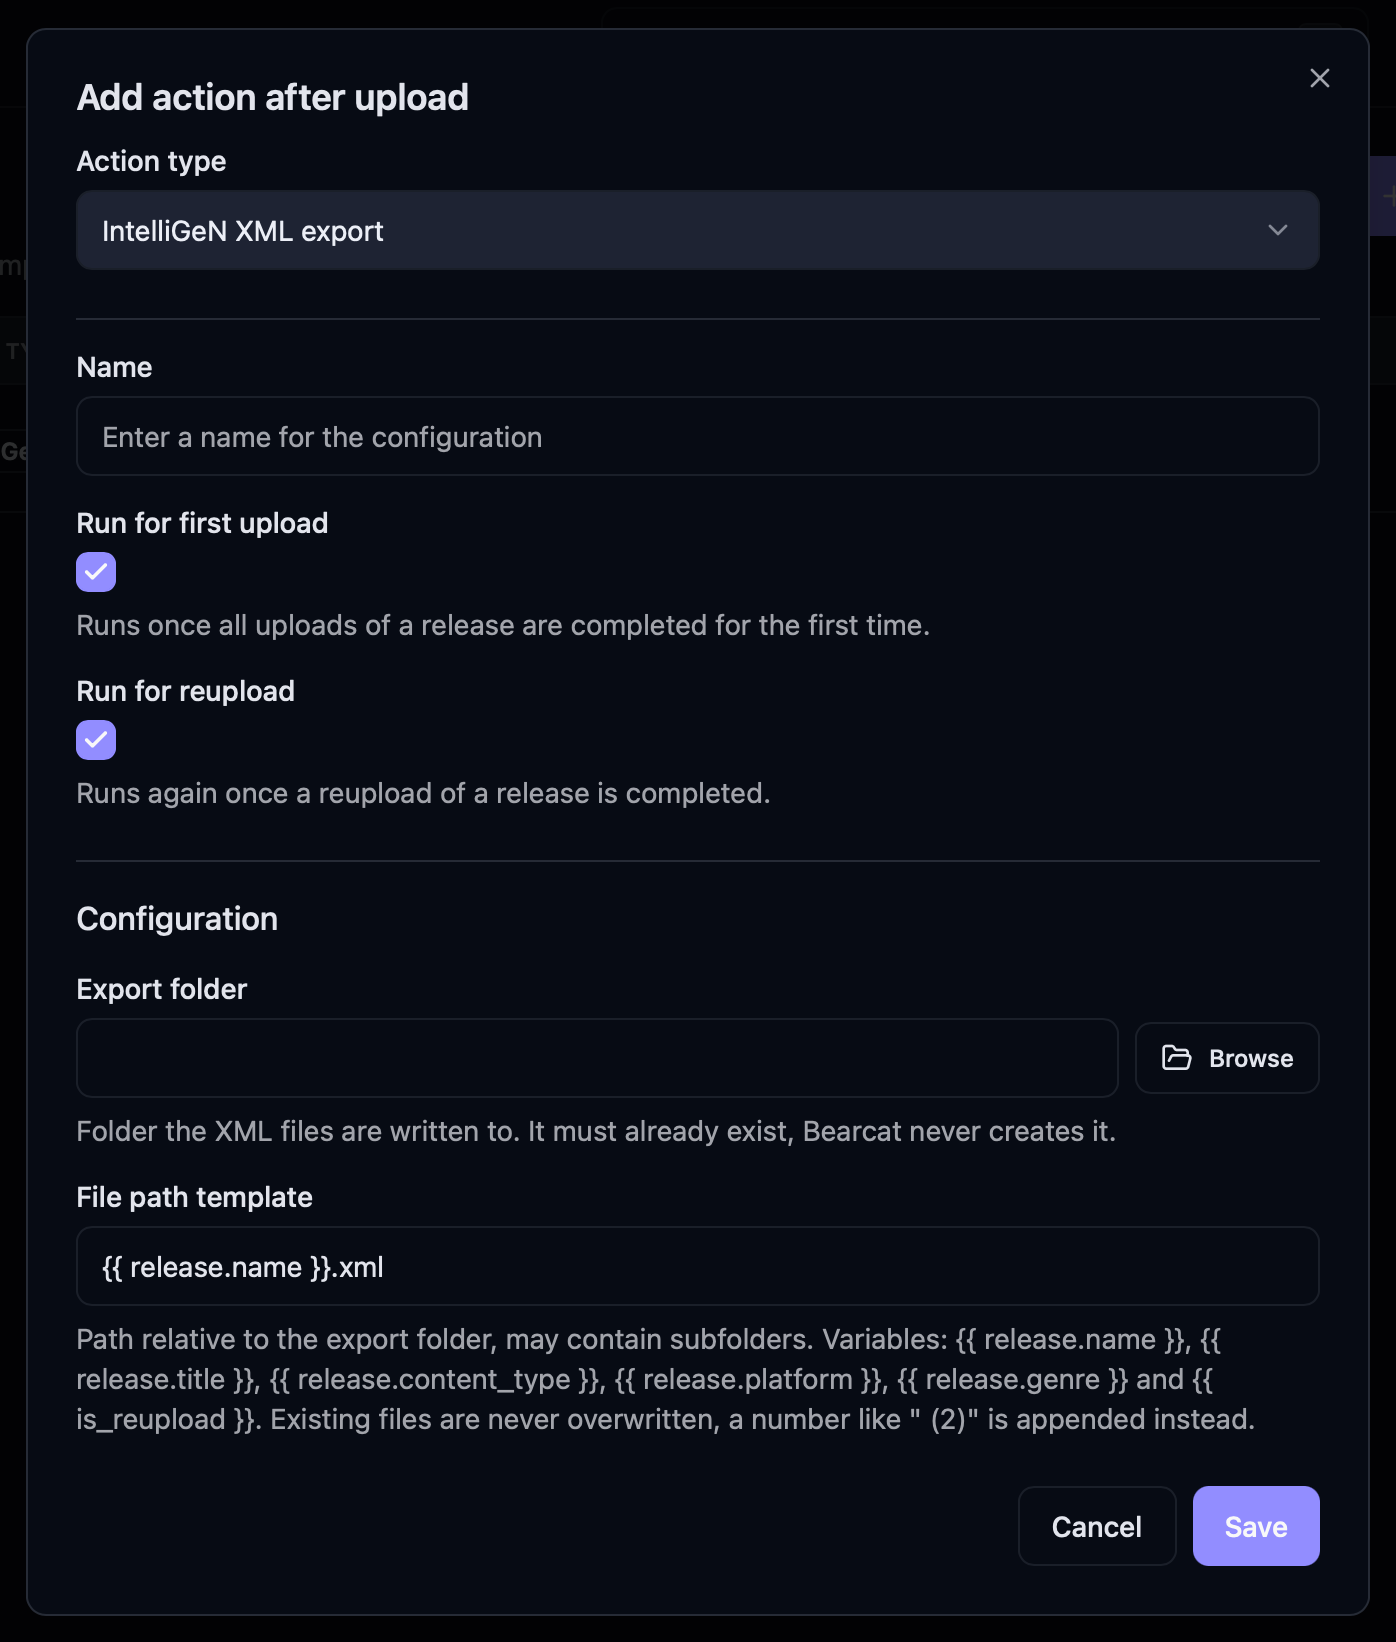 Add action after upload
Action type
IntelliGeN XML export
Name
Enter a name for the configuration
Run for first upload
Runs once all uploads of a release are completed for the first time.
Run for reupload
Runs again once a reupload of a release is completed.
Configuration
Export folder
Browse
Folder the XML files are written to. It must already exist, Bearcat never creates it.
File path template
{{ release.name }}.xml
Path relative to the export folder, may contain subfolders. Variables: {{ release.name }}, {{
release.title }}, {{ release.content_type }}, {{ release.platform }}, {{ release.genre }} and {{
is_reupload }}. Existing files are never overwritten, a number like " (2)" is appended instead.
Cancel
Save